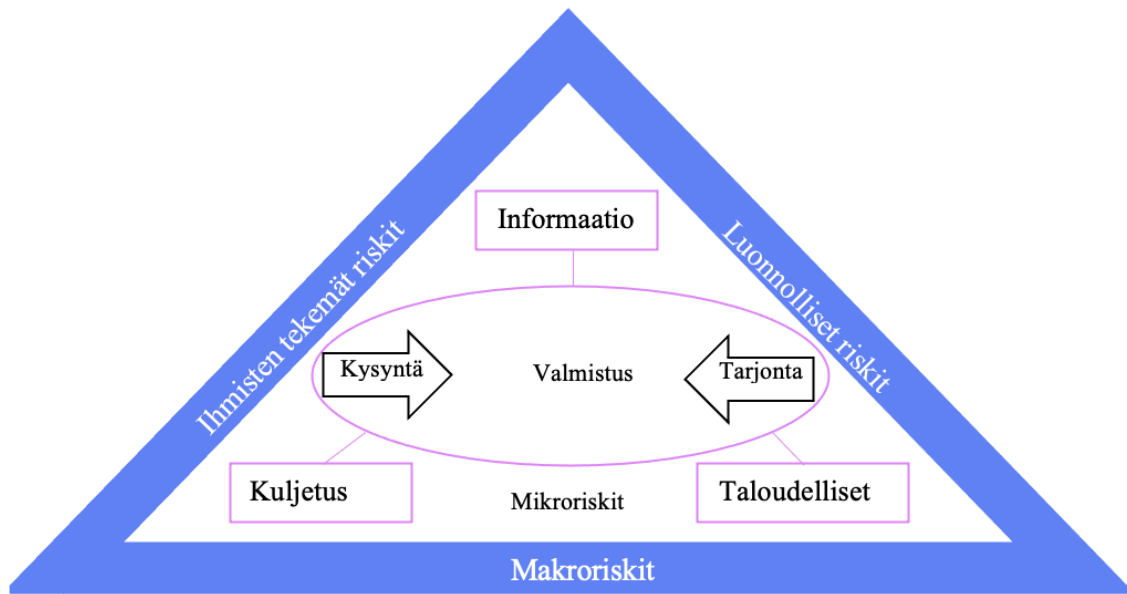 Informaatio
Ihmisten tekemät riskit
Luonnolliset riskit
Kysyntä
Valmistus
Tarjonta
Kuljetus
Mikroriskit
Taloudelliset
Makroriskit